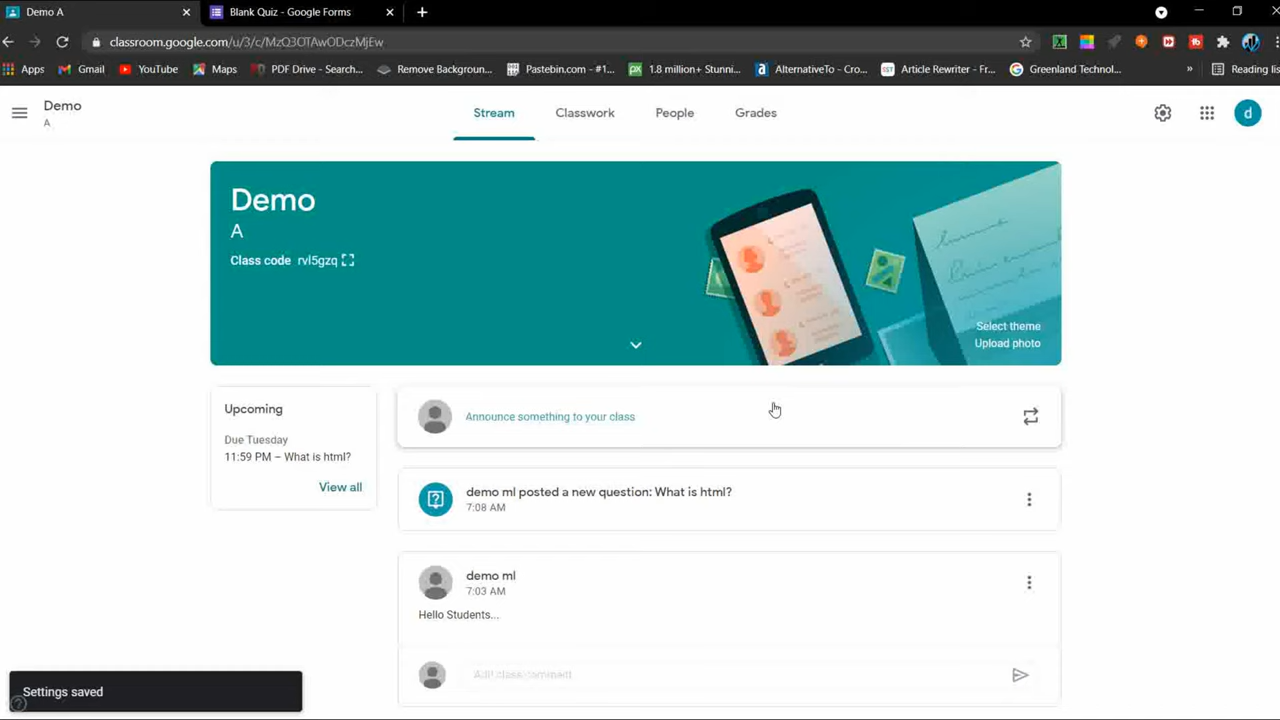 Demo A
Blank Quiz - Google Forms
classroom.google.com/u/3/c/MzQ3OTAwODczMjEw
Apps
Gmail
YouTube
Maps
PDF Drive - Search...
Remove Backgroun...
Pastebin.com - #1...
1.8 million+ Stunni...
AlternativeTo - Cro...
Article Rewriter - Fr...
Greenland Technol...
»
Reading list
Demo
A
Stream
Classwork
People
Grades
d
Demo
A
Class code rvl5gzq
Select theme
Upload photo
Upcoming
Due Tuesday
11:59 PM – What is html?
View all
Announce something to your class
demo ml posted a new question: What is html?
7:08 AM
demo ml
7:03 AM
Hello Students...
Add class comment
Settings saved